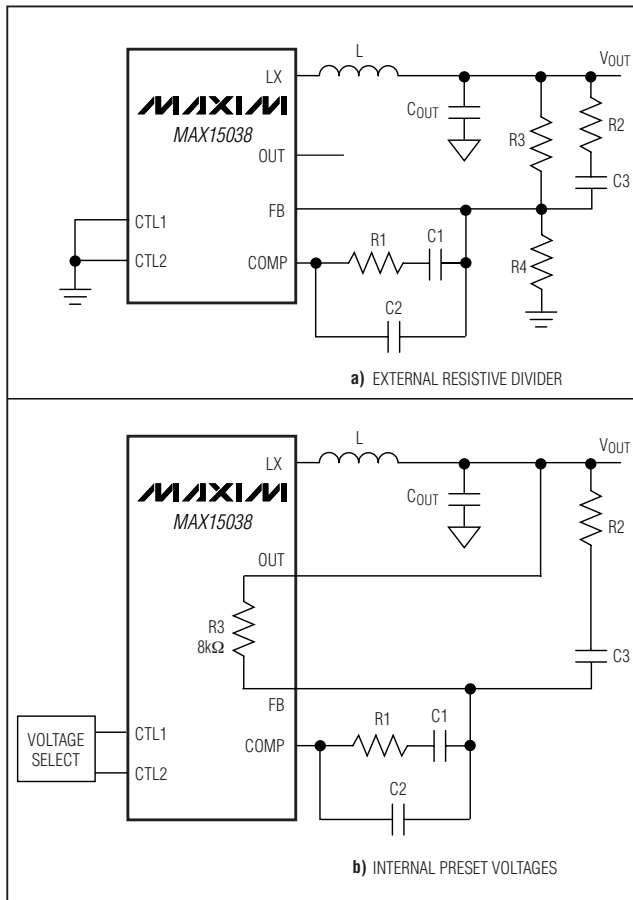 L
LX
VOUT
MAXIM
MAX15038
COUT
R2
R3
OUT
C3
FB
CTL1
R1
C1
CTL2
COMP
R4
C2
a) EXTERNAL RESISTIVE DIVIDER
L
LX
VOUT
MAXIM
MAX15038
COUT
R2
OUT
R3
8kΩ
C3
FB
VOLTAGE
SELECT
CTL1
R1
C1
COMP
CTL2
C2
b) INTERNAL PRESET VOLTAGES